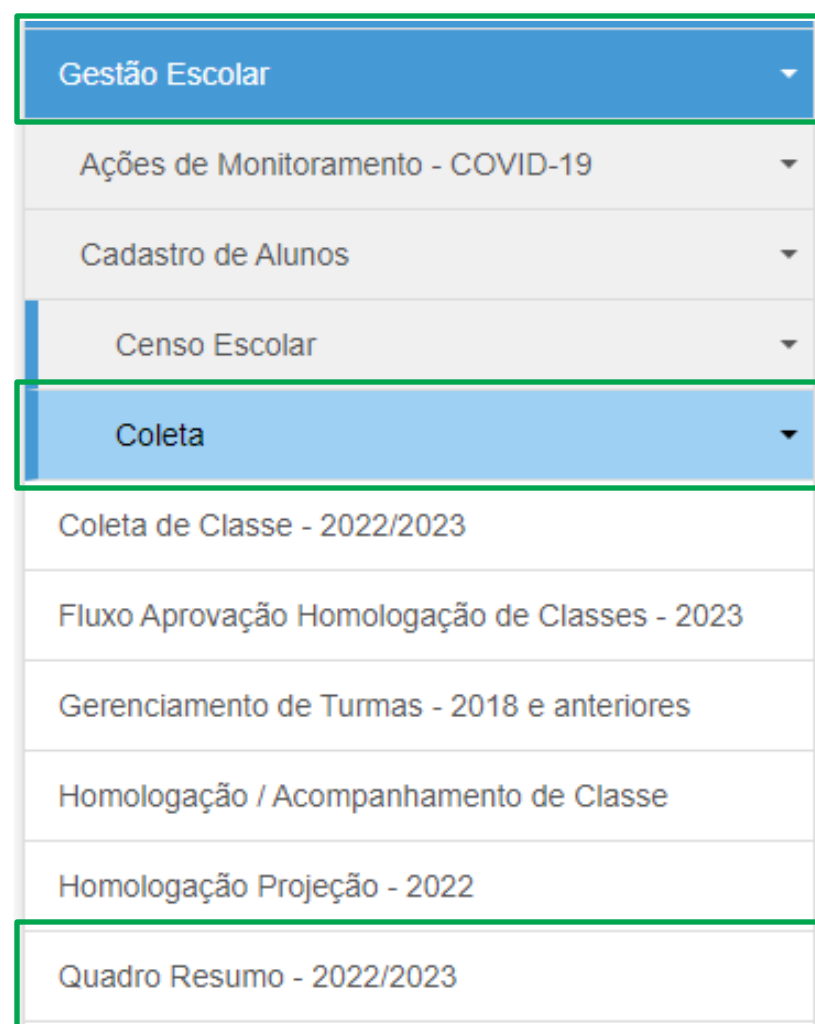 Gestão Escolar
Ações de Monitoramento - COVID-19
Cadastro de Alunos
Censo Escolar
Coleta
Coleta de Classe - 2022/2023
Fluxo Aprovação Homologação de Classes - 2023
Gerenciamento de Turmas - 2018 e anteriores
Homologação / Acompanhamento de Classe
Homologação Projeção - 2022
Quadro Resumo - 2022/2023